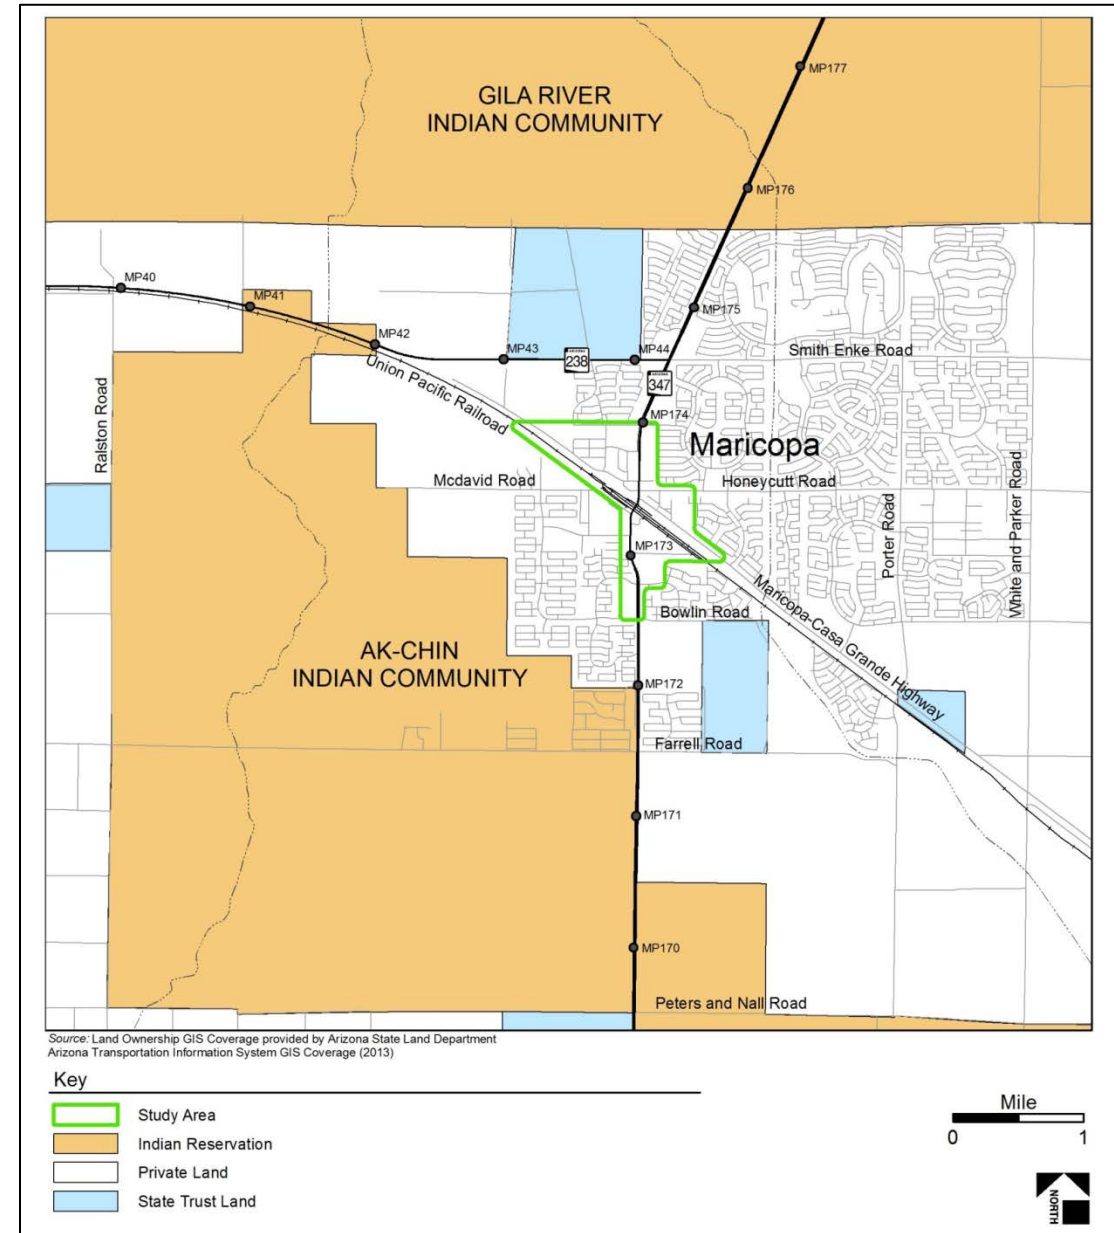 MP177
GILA RIVER
INDIAN COMMUNITY
MP176
MP40
MP41
MP175
MP42
MP43
MP44
Smith Enke Road
238
347
Union Pacific Railroad
Ralston Road
MP174
Maricopa
Mcdavid Road
Honeycutt Road
Porter Road
White and Parker Road
MP173
Maricopa-Casa Grande Highway
Bowlin Road
AK-CHIN
INDIAN COMMUNITY
MP172
Farrell Road
MP171
MP170
Peters and Nall Road
Source: Land Ownership GIS Coverage provided by Arizona State Land Department
Arizona Transportation Information System GIS Coverage (2013)
Key
Study Area
Indian Reservation
Private Land
State Trust Land
Mile
0 1
NORTH